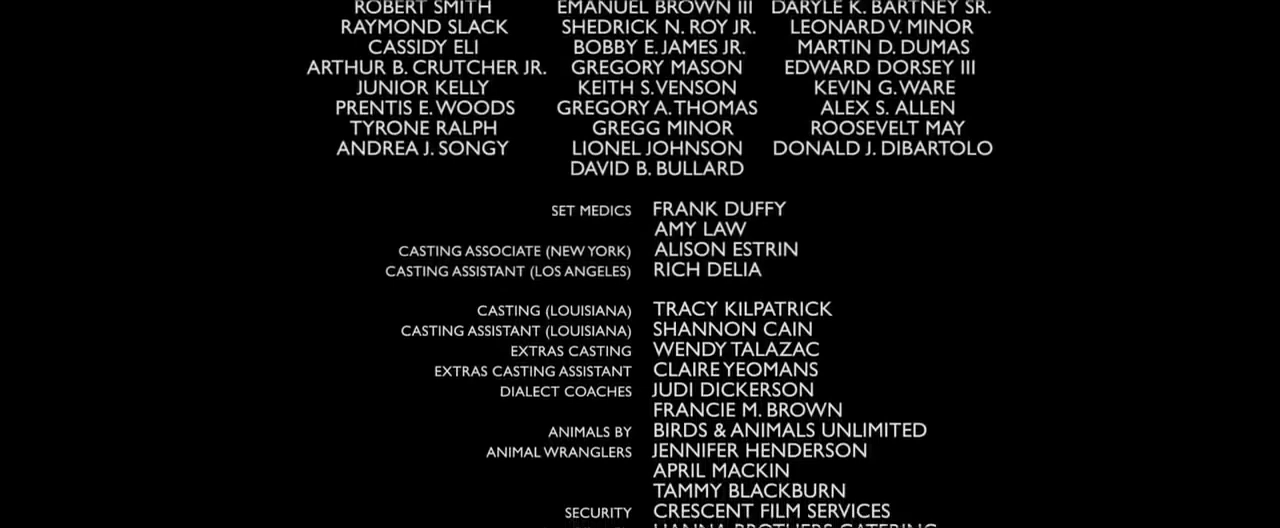 ROBERT SMITH EMANUEL BROWN III DARYLE K. BARTNEY SR.
RAYMOND SLACK SHEDRICK N. ROY JR. LEONARD V. MINOR
CASSIDY ELI BOBBY E. JAMES JR. MARTIN D. DUMAS
ARTHUR B. CRUTCHER JR. GREGORY MASON EDWARD DORSEY III
JUNIOR KELLY KEITH S. VENSON KEVIN G. WARE
PRENTIS E. WOODS GREGORY A. THOMAS ALEX S. ALLEN
TYRONE RALPH GREGG MINOR ROOSEVELT MAY
ANDREA J. SONGY LIONEL JOHNSON DONALD J. DIBARTOLO
DAVID B. BULLARD
SET MEDICS FRANK DUFFY
AMY LAW
CASTING ASSOCIATE (NEW YORK) ALISON ESTRIN
CASTING ASSISTANT (LOS ANGELES) RICH DELIA
CASTING (LOUISIANA) TRACY KILPATRICK
CASTING ASSISTANT (LOUISIANA) SHANNON CAIN
EXTRAS CASTING WENDY TALAZAC
EXTRAS CASTING ASSISTANT CLAIRE YEOMANS
DIALECT COACHES JUDI DICKERSON
FRANCIE M. BROWN
ANIMALS BY BIRDS & ANIMALS UNLIMITED
ANIMAL WRANGLERS JENNIFER HENDERSON
APRIL MACKIN
TAMMY BLACKBURN
SECURITY CRESCENT FILM SERVICES
HANNA BROTHERS CATERING